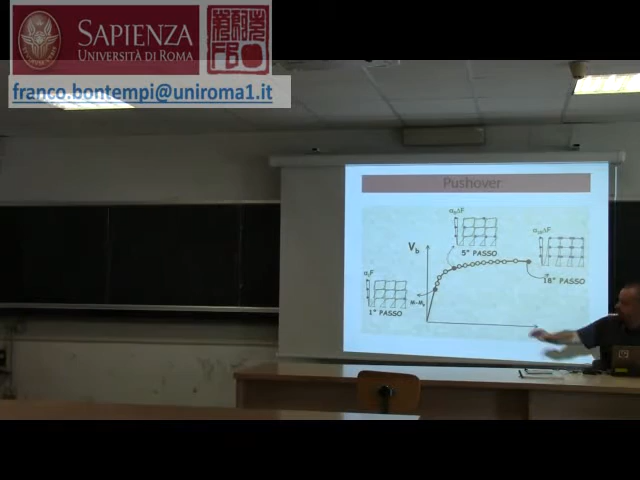 SAPIENZA
UNIVERSITÀ DI ROMA
franco.bontempi@uniroma1.it
Pushover
5° PASSO
V_b
18° PASSO
1° PASSO